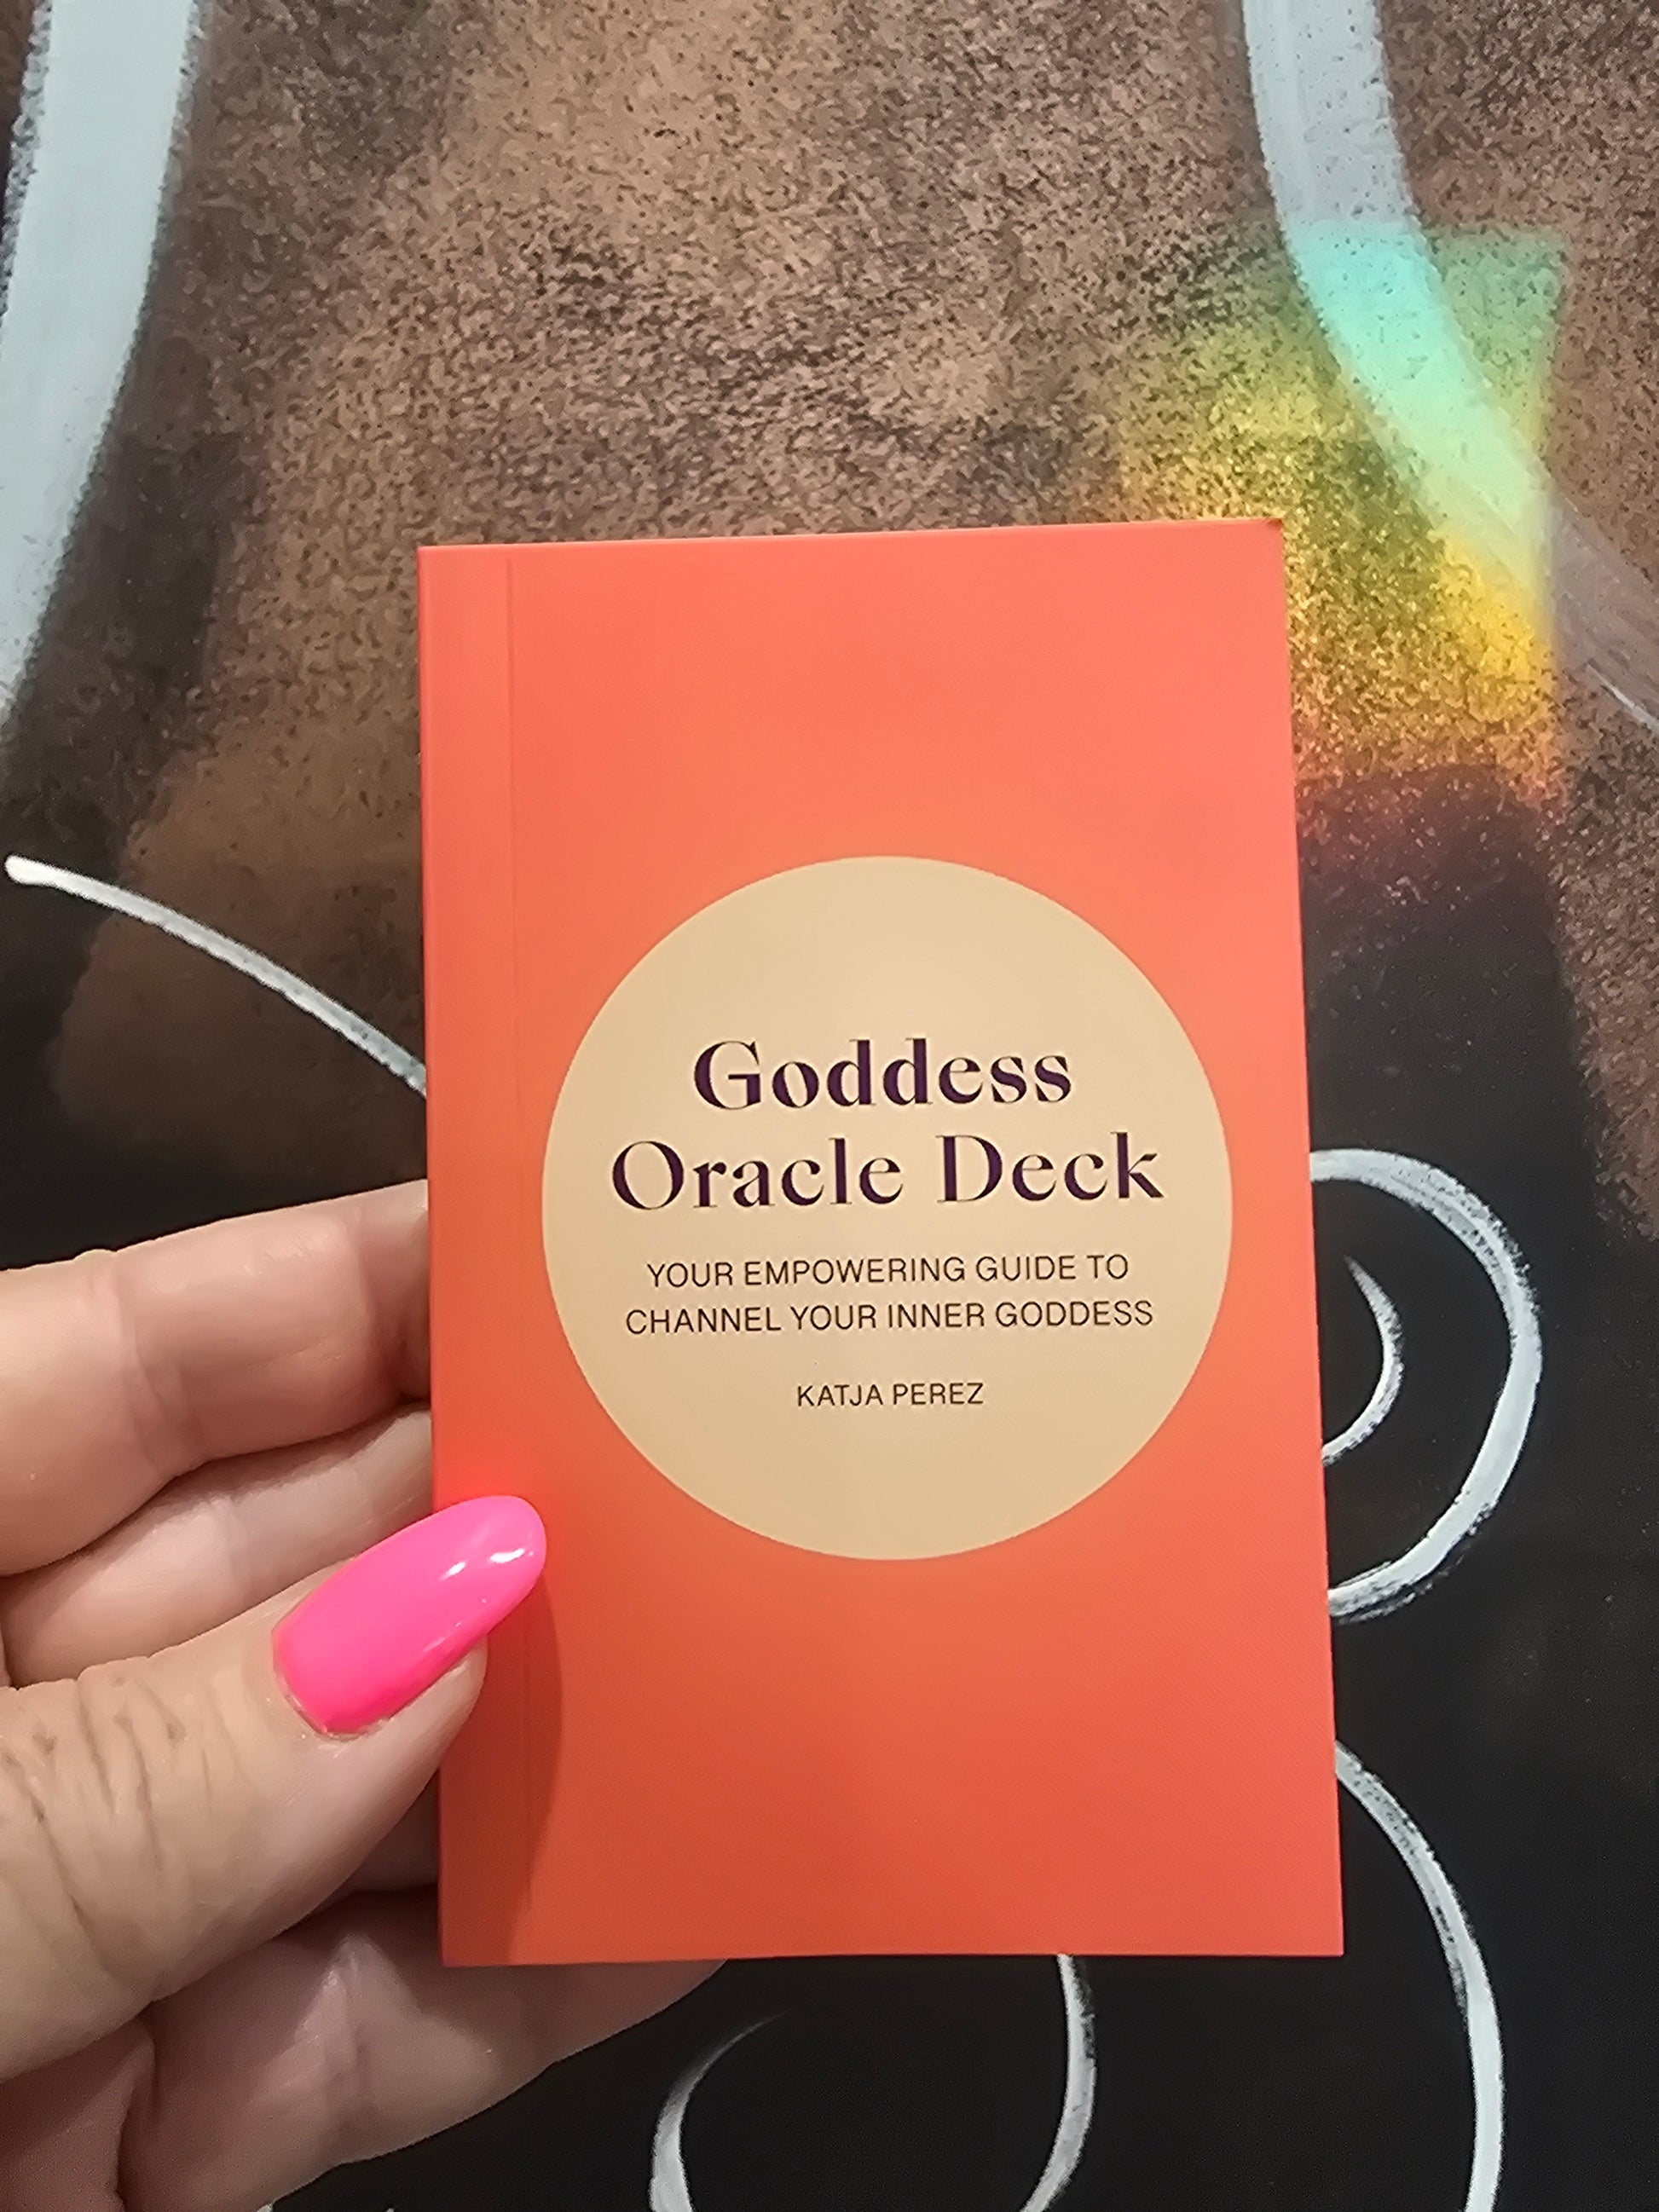 Goddess
Oracle Deck
YOUR EMPOWERING GUIDE TO
CHANNEL YOUR INNER GODDESS
KATJA PEREZ